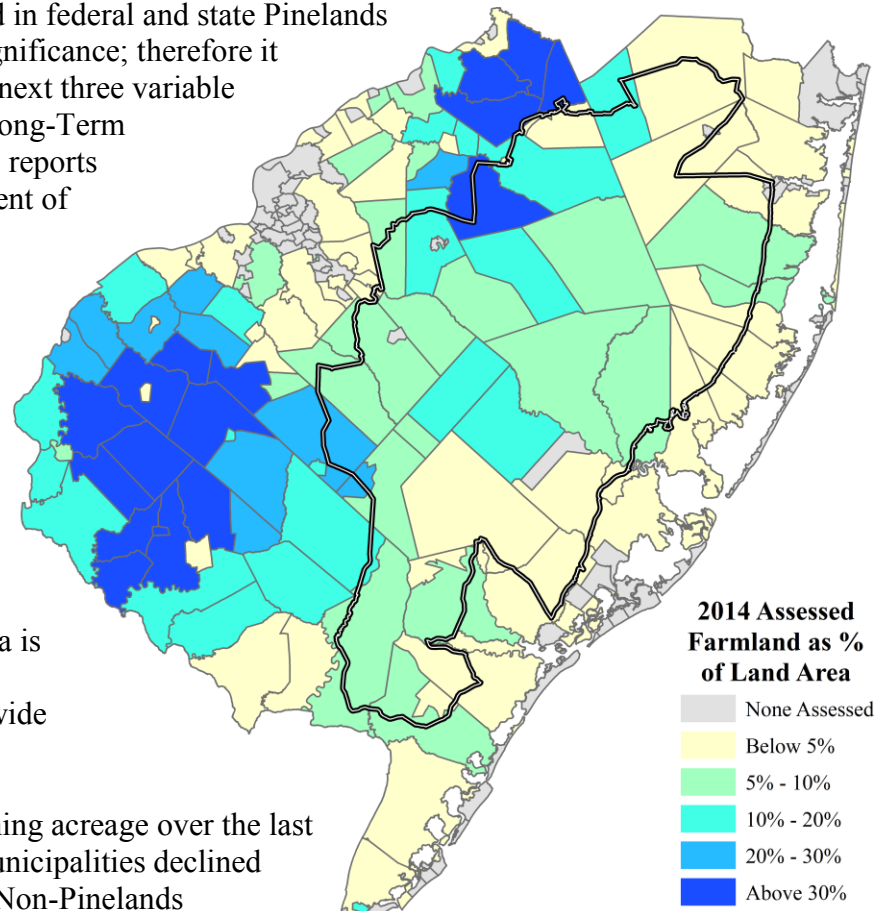 d in federal and state Pinelands
gnificance; therefore it
next three variable
ong-Term
reports
ent of
a is
vide
ning acreage over the last
unicipalities declined
Non-Pinelands
2014 Assessed
Farmland as %
of Land Area
None Assessed
Below 5%
5% - 10%
10% - 20%
20% - 30%
Above 30%